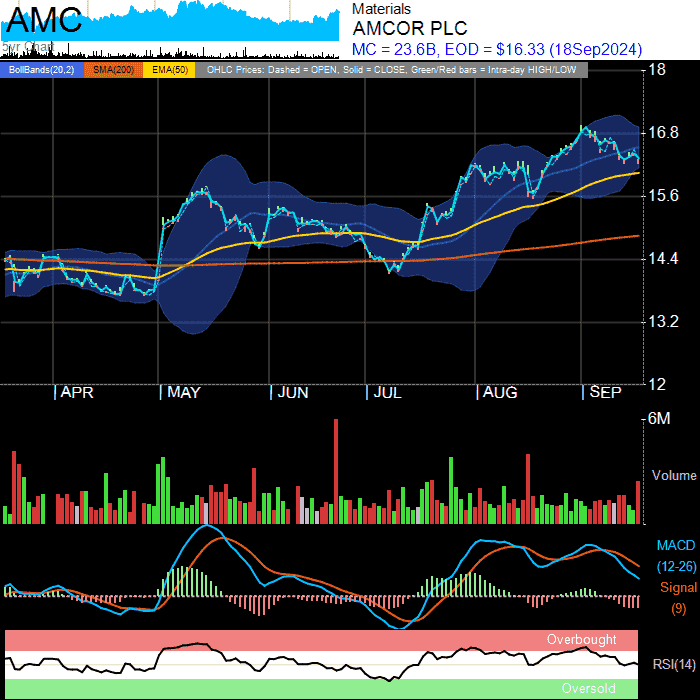 AMC
5yr Chart
Materials
AMCOR PLC
MC = 23.6B, EOD = $16.33 (18Sep2024)
BollBands(20,2) SMA(200) EMA(50) OHLC Prices: Dashed = OPEN, Solid = CLOSE, Green/Red bars = Intra-day HIGH/LOW
18
16.8
15.6
14.4
13.2
12
APR MAY JUN JUL AUG SEP
6M
Volume
MACD
(12-26)
Signal
(9)
Overbought
RSI(14)
Oversold